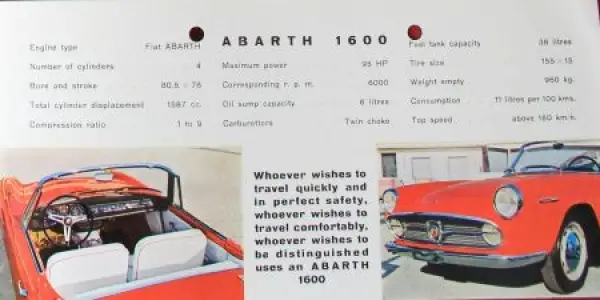 ABARTH 1600
Engine type Fiat ABARTH
Number of cylinders 4
Bore and stroke 80,5 x 78
Total cylinder displacement 1587 cc.
Compression ratio 1 to 9
Maximum power 95 HP
Corresponding r. p. m. 6000
Oil sump capacity 6 litres
Carburettors Twin choke
Fuel tank capacity 38 litres
Tire size 155 - 15
Weight empty 960 kg.
Consumption 11 litres per 100 kms.
Top speed above 180 km/h.
Whoever wishes to
travel quickly and
in perfect safety,
whoever wishes to
travel comfortably,
whoever wishes to
be distinguished
uses an ABARTH
1600